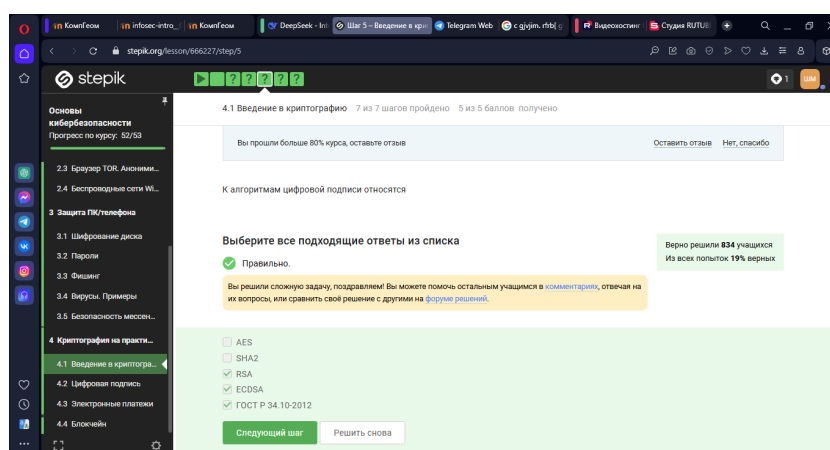 КомпГеом
infosec-intro_
КомпГеом
DeepSeek - Int
Шаг 5 – Введение в кри
Telegram Web
с gjvjim. rfrb[ g
Видеохостинг
Студия RUTUB
stepik.org/lesson/666227/step/5
stepik
? ? ? ? ?
1
ШМ
Основы
кибербезопасности
Прогресс по курсу: 52/53
2.3 Браузер TOR. Аноними...
2.4 Беспроводные сети Wi...
3 Защита ПК/телефона
3.1 Шифрование диска
3.2 Пароли
3.3 Фишинг
3.4 Вирусы. Примеры
3.5 Безопасность мессен...
4 Криптография на практи...
4.1 Введение в криптогра...
4.2 Цифровая подпись
4.3 Электронные платежи
4.4 Блокчейн
4.1 Введение в криптографию 7 из 7 шагов пройдено 5 из 5 баллов получено
Вы прошли больше 80% курса, оставьте отзыв
Оставить отзыв Нет, спасибо
К алгоритмам цифровой подписи относятся
Выберите все подходящие ответы из списка
Правильно.
Верно решили 834 учащихся
Из всех попыток 19% верных
Вы решили сложную задачу, поздравляем! Вы можете помочь остальным учащимся в комментариях, отвечая на
их вопросы, или сравнить своё решение с другими на форуме решений.
AES
SHA2
RSA
ECDSA
ГОСТ Р 34.10-2012
Следующий шаг
Решить снова